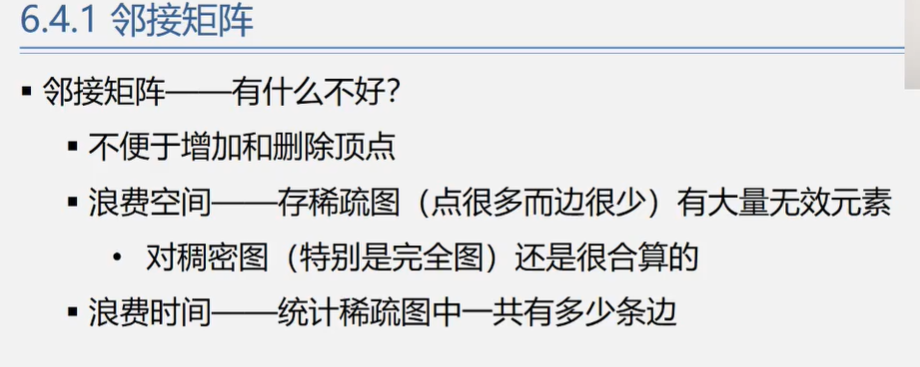 6.4.1 邻接矩阵
▪ 邻接矩阵——有什么不好？
▪ 不便于增加和删除顶点
▪ 浪费空间——存稀疏图（点很多而边很少）有大量无效元素
• 对稠密图（特别是完全图）还是很合算的
▪ 浪费时间——统计稀疏图中一共有多少条边